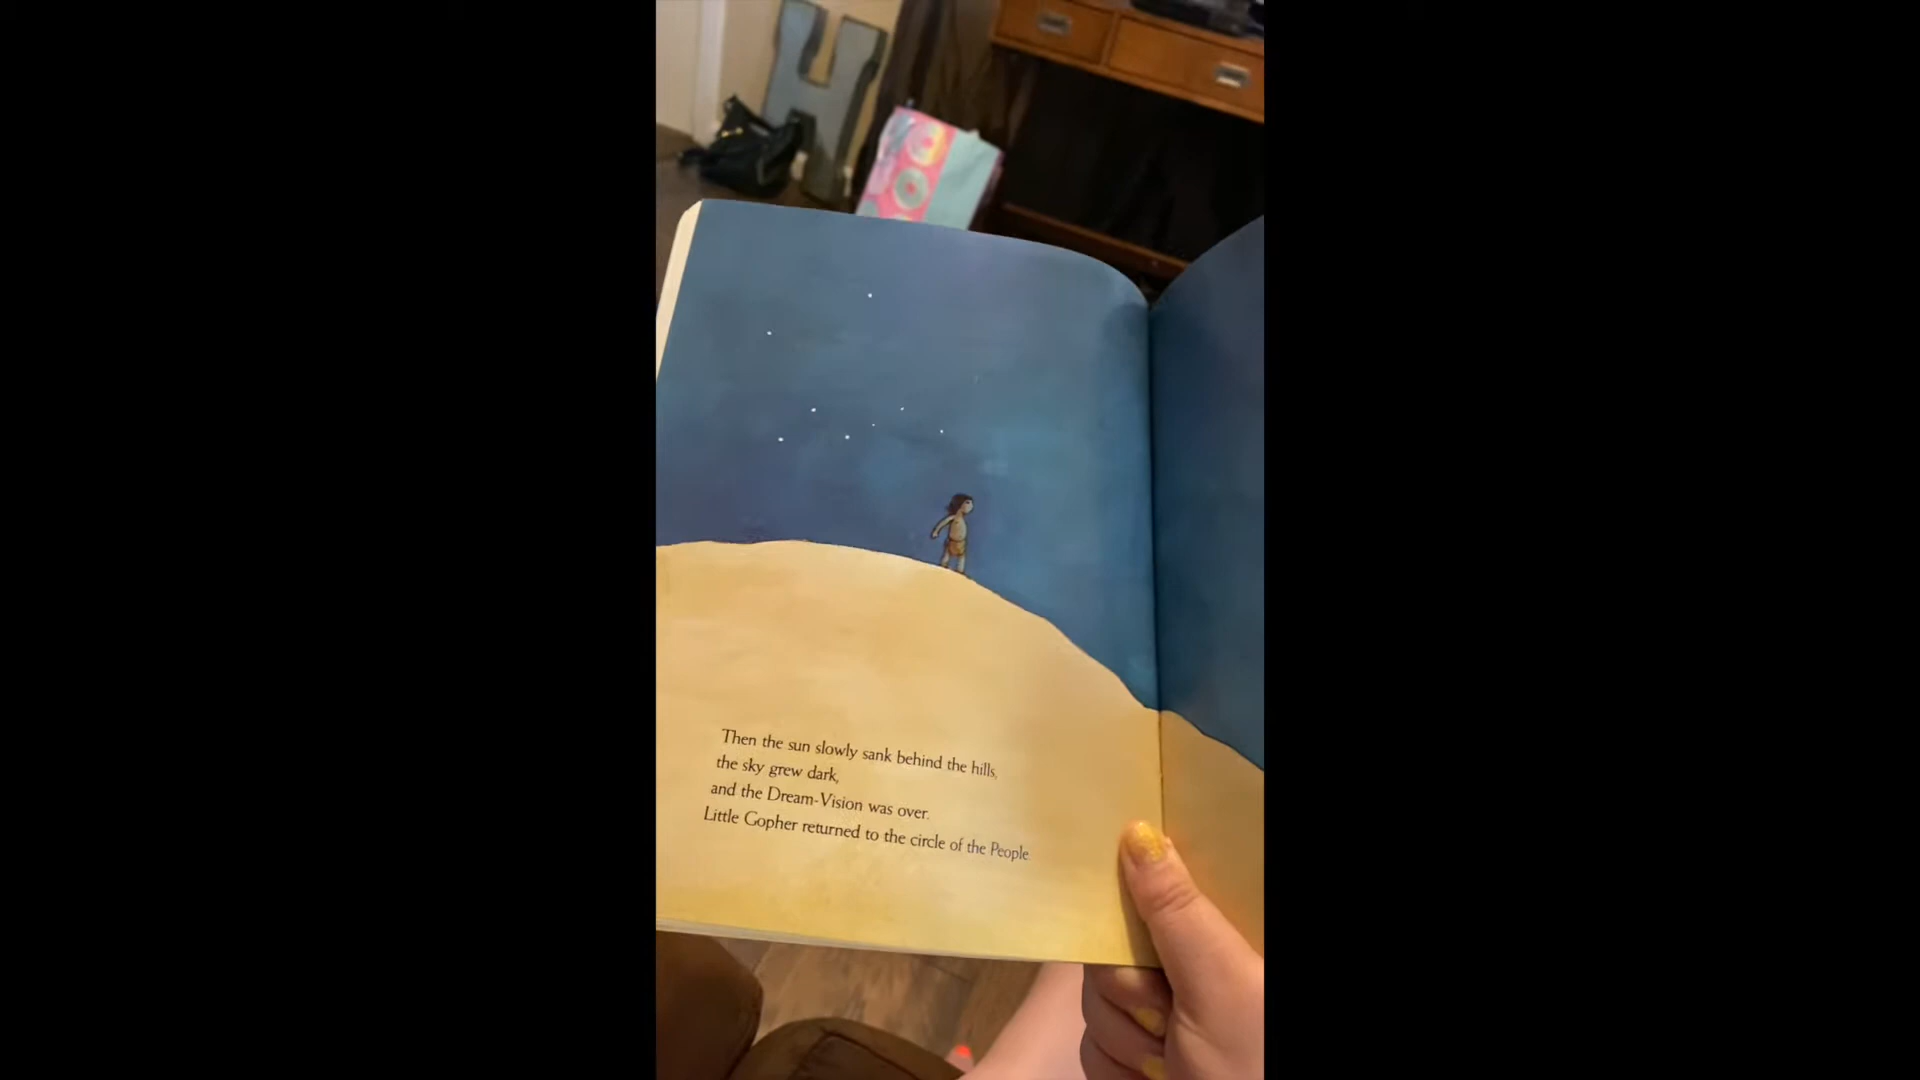 Then the sun slowly sank behind the hills,
the sky grew dark,
and the Dream-Vision was over.
Little Gopher returned to the circle of the People.